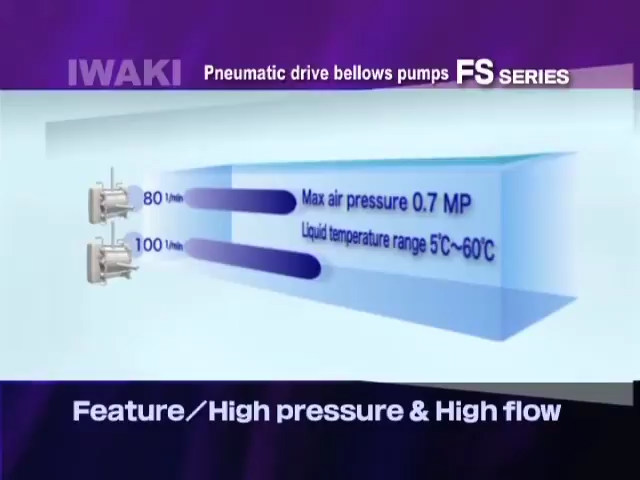 IWAKI Pneumatic drive bellows pumps FS SERIES
80 l/min
Max air pressure 0.7 MP
Liquid temperature range 5℃~60℃
100 l/min
Feature/High pressure & High flow